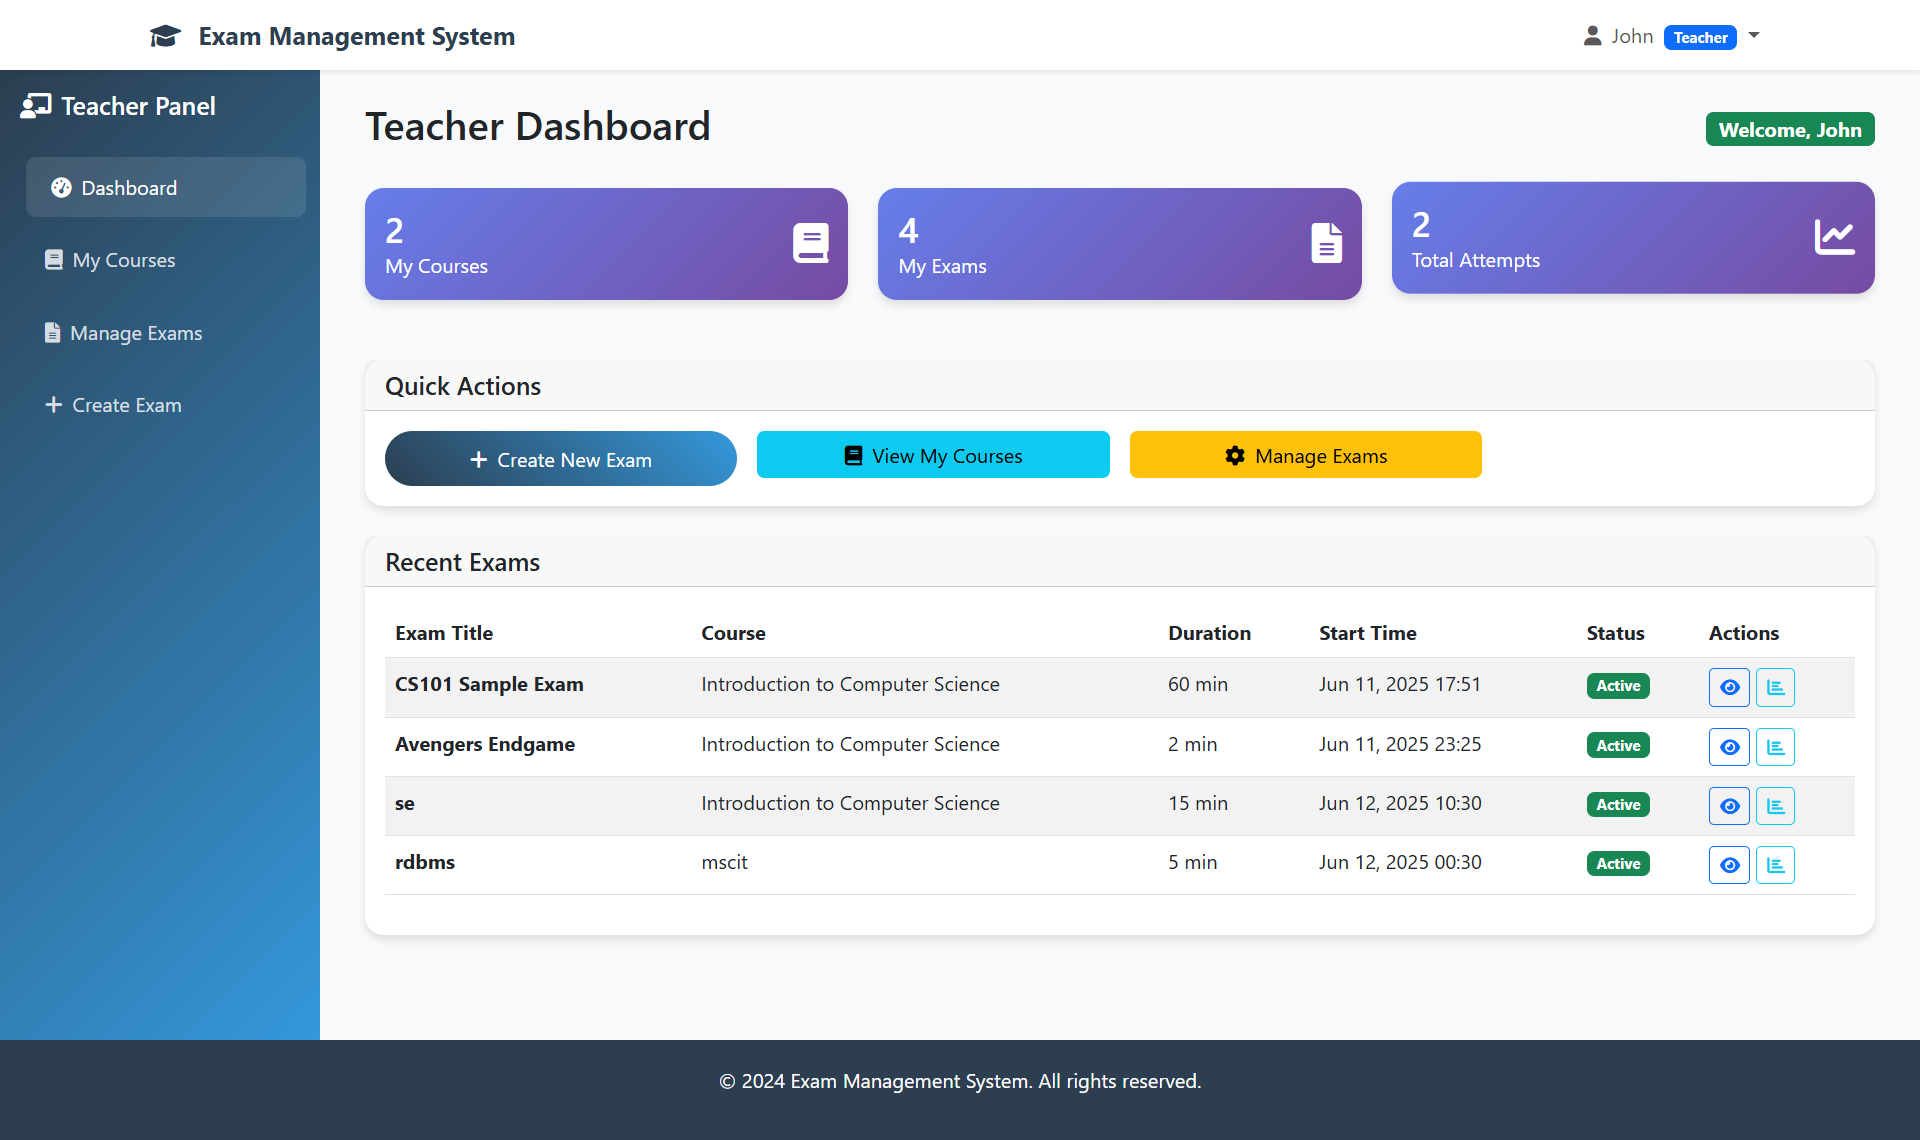 Exam Management System
John Teacher
Teacher Panel
Dashboard
My Courses
Manage Exams
Create Exam
Teacher Dashboard
Welcome, John
2
My Courses
4
My Exams
2
Total Attempts
Quick Actions
Create New Exam
View My Courses
Manage Exams
Recent Exams
Exam Title Course Duration Start Time Status Actions
CS101 Sample Exam Introduction to Computer Science 60 min Jun 11, 2025 17:51 Active
Avengers Endgame Introduction to Computer Science 2 min Jun 11, 2025 23:25 Active
se Introduction to Computer Science 15 min Jun 12, 2025 10:30 Active
rdbms mscit 5 min Jun 12, 2025 00:30 Active
© 2024 Exam Management System. All rights reserved.